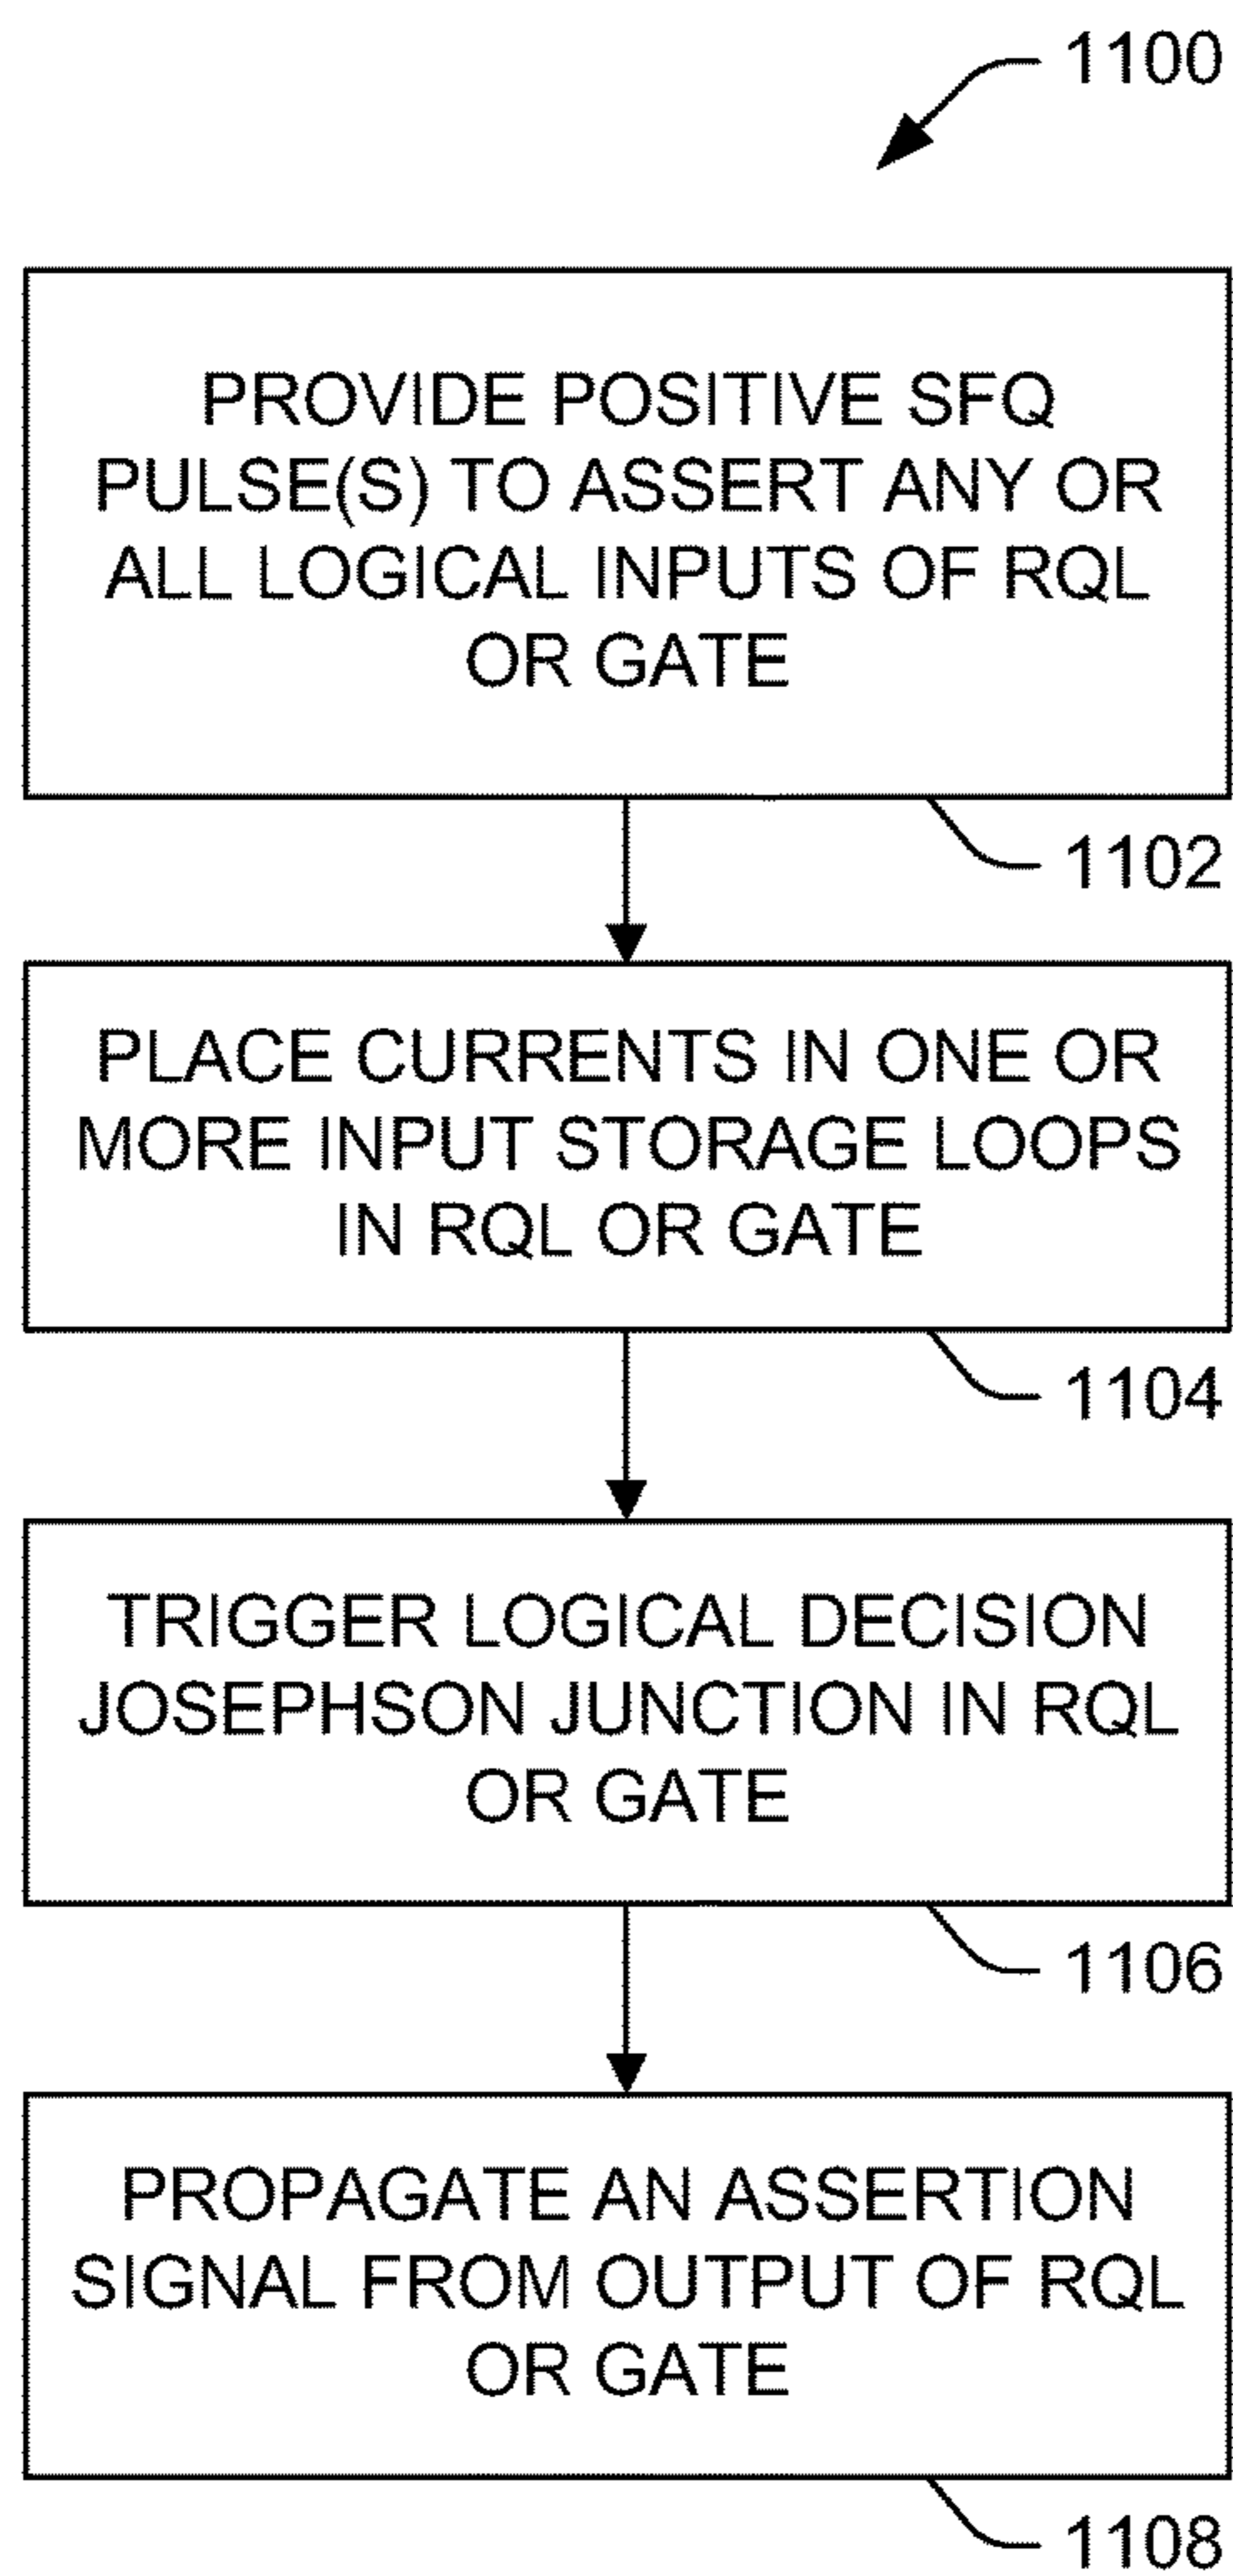 1100
PROVIDE POSITIVE SFQ
PULSE(S) TO ASSERT ANY OR
ALL LOGICAL INPUTS OF RQL
OR GATE
1102
PLACE CURRENTS IN ONE OR
MORE INPUT STORAGE LOOPS
IN RQL OR GATE
1104
TRIGGER LOGICAL DECISION
JOSEPHSON JUNCTION IN RQL
OR GATE
1106
PROPAGATE AN ASSERTION
SIGNAL FROM OUTPUT OF RQL
OR GATE
1108